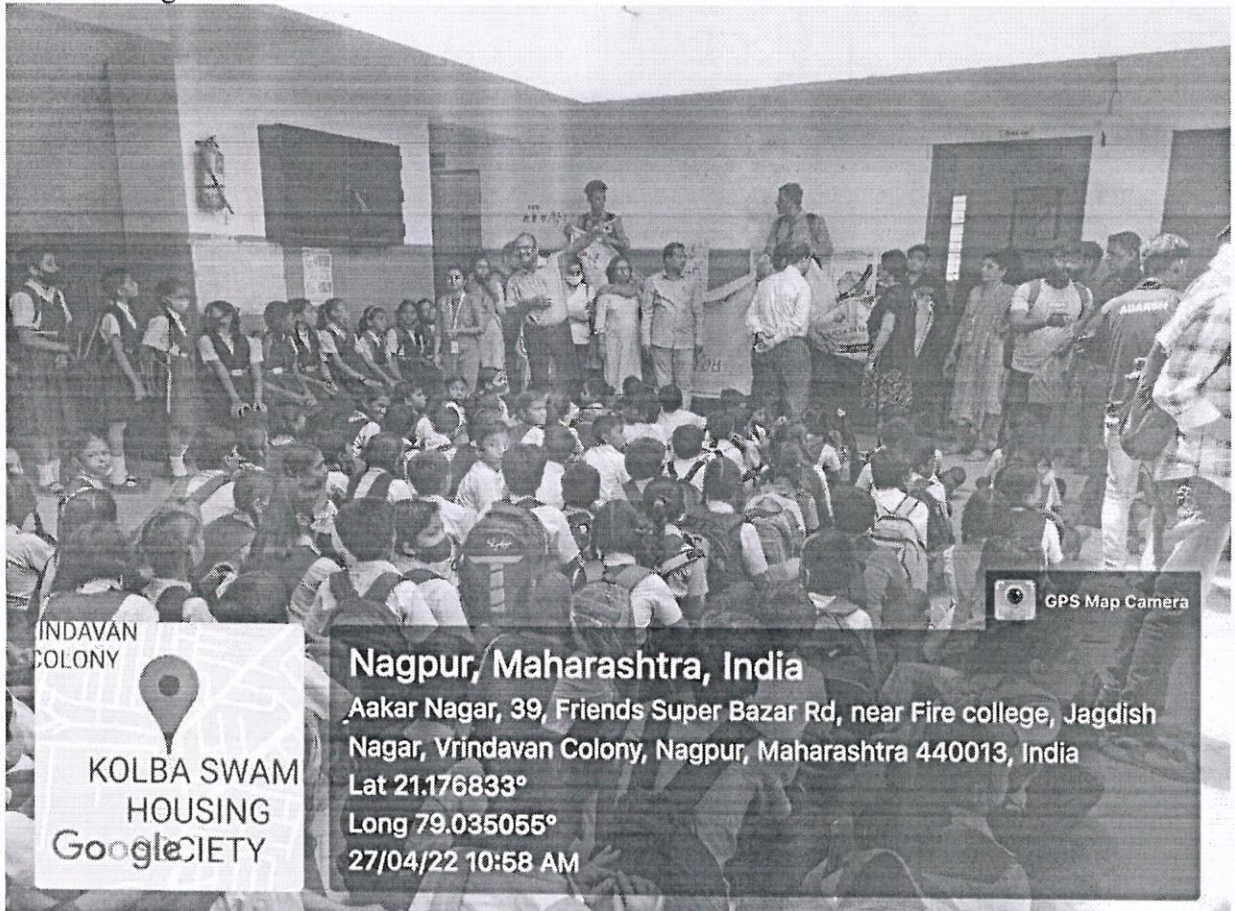 ADARSH
GPS Map Camera
INDAVAN
COLONY
KOLBA SWAM
HOUSING
CIETY
Google
Nagpur, Maharashtra, India
Aakar Nagar, 39, Friends Super Bazar Rd, near Fire college, Jagdish
Nagar, Vrindavan Colony, Nagpur, Maharashtra 440013, India
Lat 21.176833°
Long 79.035055°
27/04/22 10:58 AM